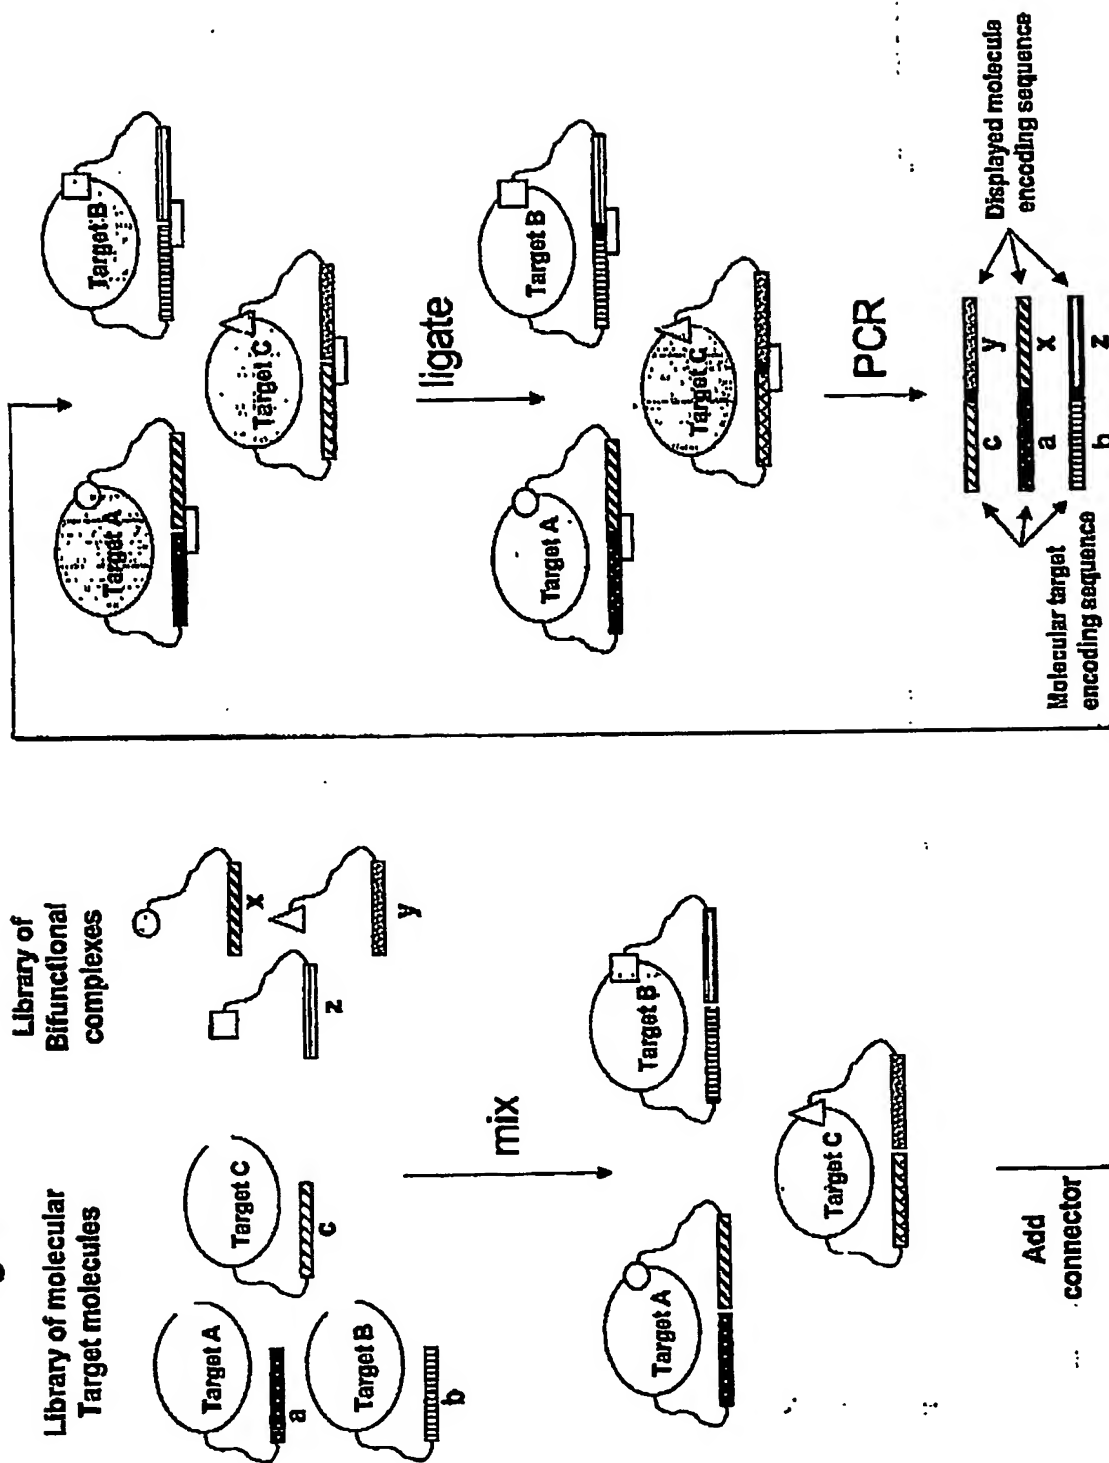 Library of molecular
Target molecules
Target A
a
Target B
b
Target C
c
Library of
Bifunctional
complexes
z
x
y
mix
Target A
Target B
Target C
Add
connector
Target A
Target B
Target C
ligate
Target A
Target B
Target C
PCR
c y
a x
b z
Molecular target
encoding sequence
Displayed molecule
encoding sequence